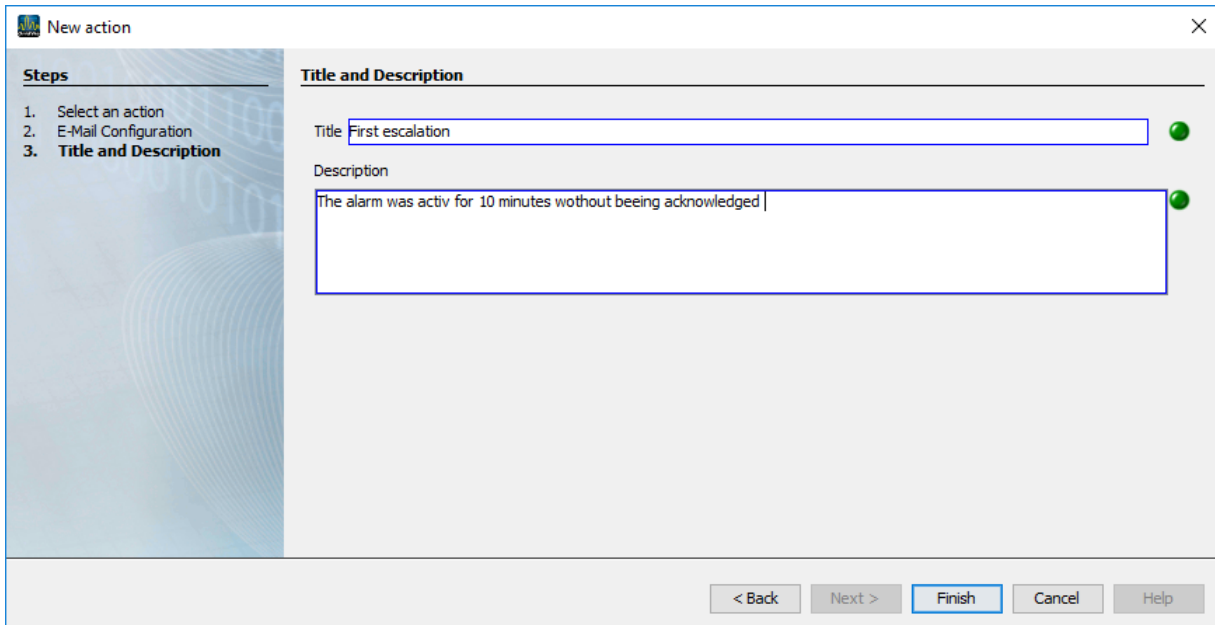 New action
Steps
1. Select an action
2. E-Mail Configuration
3. Title and Description
Title and Description
Title First escalation
Description
The alarm was activ for 10 minutes wothout beeing acknowledged
< Back Next > Finish Cancel Help